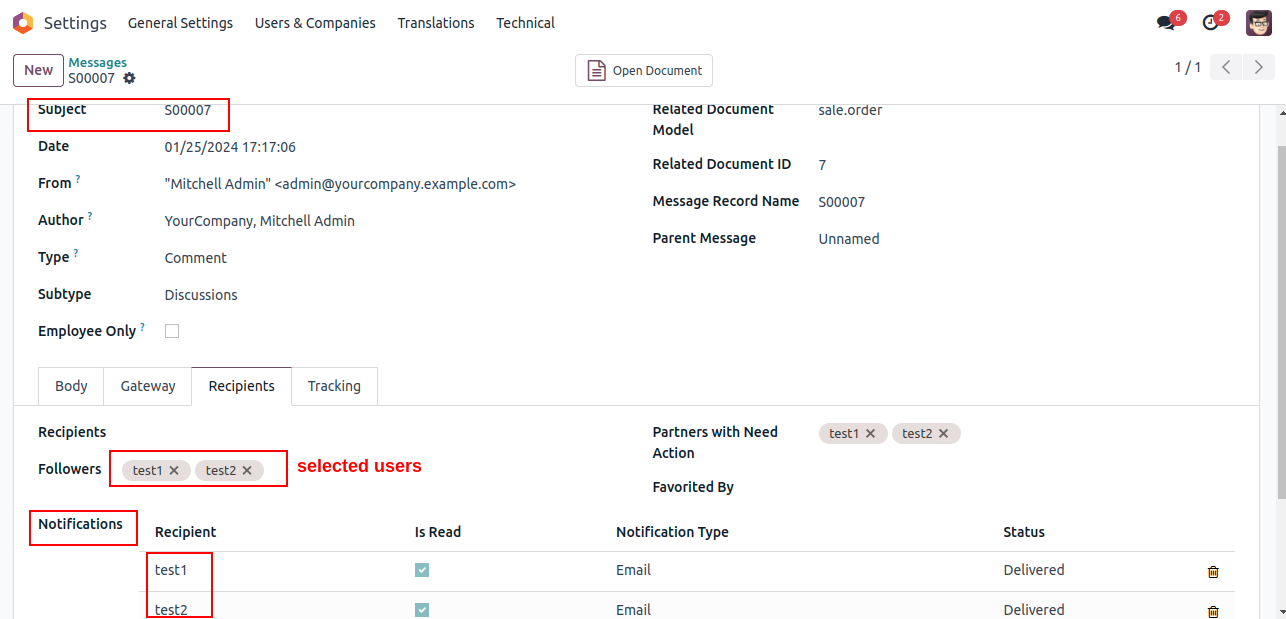 Settings General Settings Users & Companies Translations Technical 6 2
New Messages
S00007 Open Document 1 / 1
Subject S00007 Related Document Model sale.order
Date 01/25/2024 17:17:06
Related Document ID 7
From ? "Mitchell Admin" <admin@yourcompany.example.com>
Message Record Name S00007
Author ? YourCompany, Mitchell Admin
Parent Message Unnamed
Type ? Comment
Subtype Discussions
Employee Only ?
Body Gateway Recipients Tracking
Recipients Partners with Need Action test1 test2
Followers test1 test2 selected users
Favorited By
Notifications
Recipient Is Read Notification Type Status
test1 Email Delivered
test2 Email Delivered